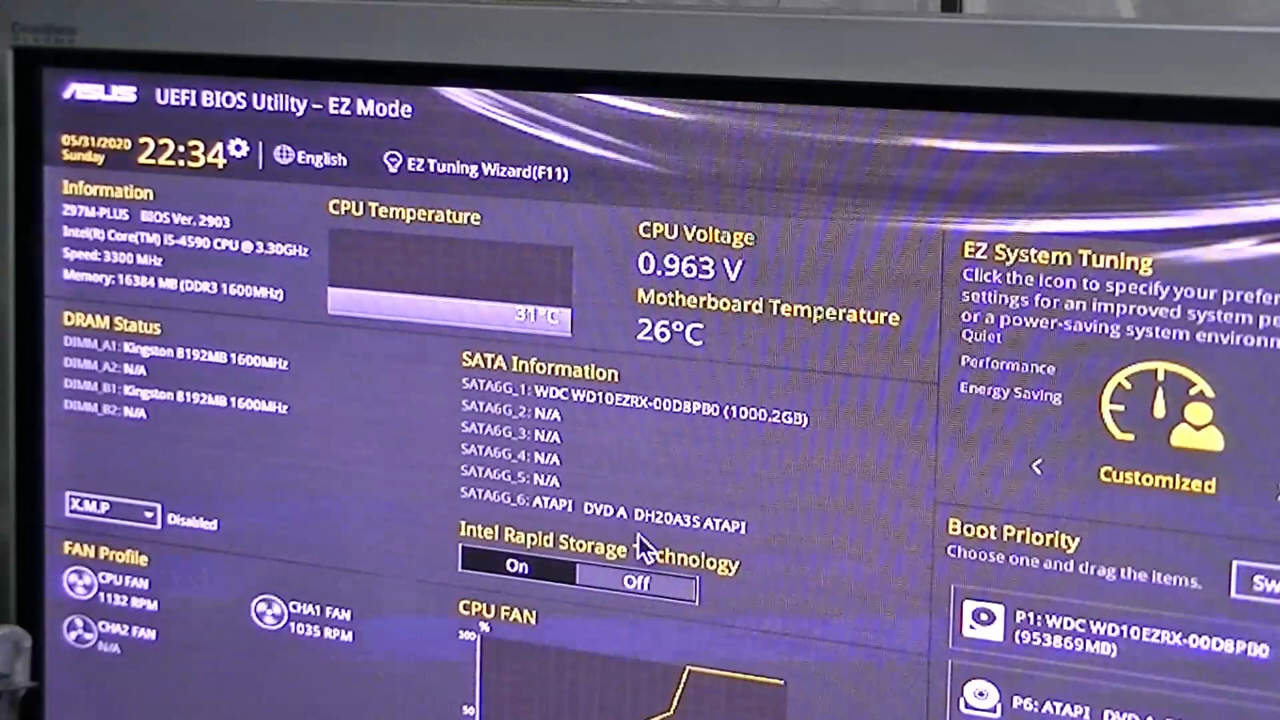 ASUS UEFI BIOS Utility – EZ Mode
05/31/2020
Sunday
22:34
English
EZ Tuning Wizard(F11)
Information
Z97M-PLUS BIOS Ver. 2903
Intel(R) Core(TM) i5-4590 CPU @ 3.30GHz
Speed: 3300 MHz
Memory: 16384 MB (DDR3 1600MHz)
CPU Temperature
31°C
CPU Voltage
0.963 V
Motherboard Temperature
26°C
EZ System Tuning
Click the icon to specify your prefer
settings for an improved system pe
or a power-saving system environm
Quiet
Performance
Energy Saving
<
Customized
DRAM Status
DIMM_A1: Kingston 8192MB 1600MHz
DIMM_A2: N/A
DIMM_B1: Kingston 8192MB 1600MHz
DIMM_B2: N/A
SATA Information
SATA6G_1: WDC WD10EZRX-00D8PB0 (1000.2GB)
SATA6G_2: N/A
SATA6G_3: N/A
SATA6G_4: N/A
SATA6G_5: N/A
SATA6G_6: ATAPI DVD A DH20A3S ATAPI
X.M.P Disabled
Intel Rapid Storage echnology
On Off
Boot Priority
Choose one and drag the items.
Sw
P1: WDC WD10EZRX-00D8PB0
(953869MB)
P6: ATAPI DVD A
FAN Profile
CPU FAN
1132 RPM
CHA1 FAN
1035 RPM
CHA2 FAN
N/A
CPU FAN
%
100
50